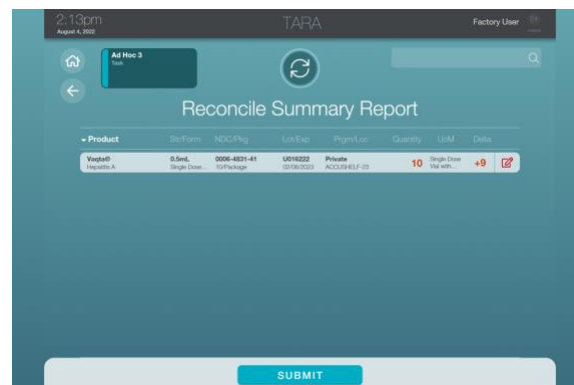 2:13pm
August 4, 2022
TARA
Factory User
Ad Hoc 3
Task
Reconcile Summary Report
Product Str/Form NDC/Pkg Lot/Exp Prgm/Loc Quantity UoM Delta
Vaqta® 0.5mL 0006-4831-41 U016222 Private 10 Single Dose +9
Hepatitis A Single Dose... 10/Package 02/08/2023 ACCUSHELF-23 Vial with...
SUBMIT